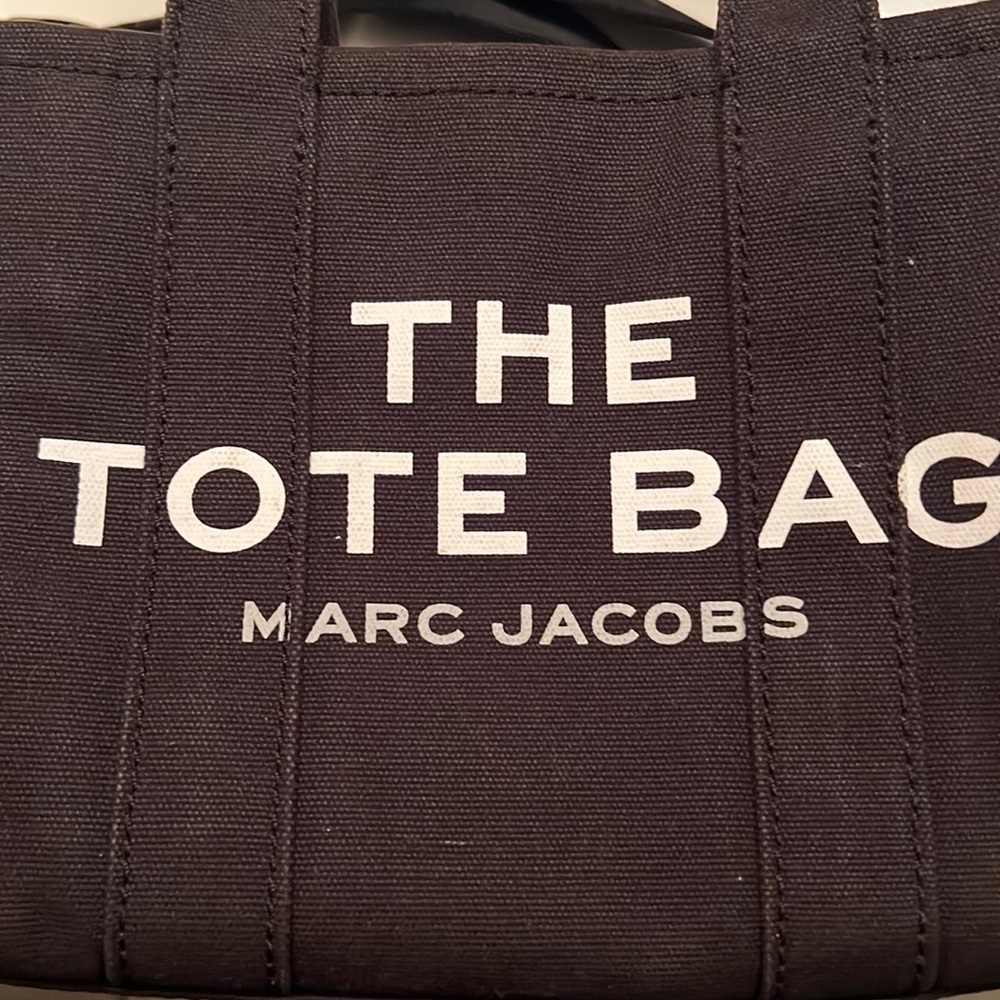 THE
TOTE BAG
MARC JACOBS